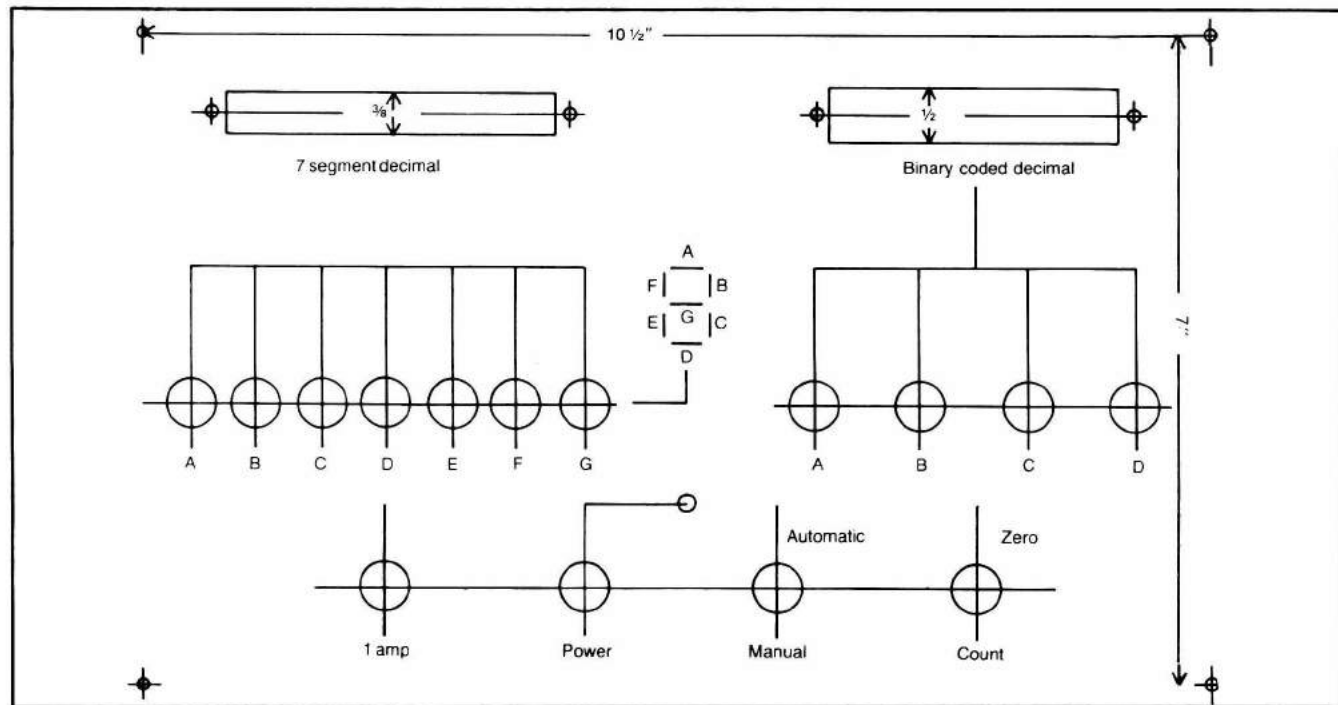 10 ½"
⅜
½
7 segment decimal
Binary coded decimal
A
F B
G
E C
D
7"
A B C D E F G
A B C D
Automatic
Zero
1 amp
Power
Manual
Count